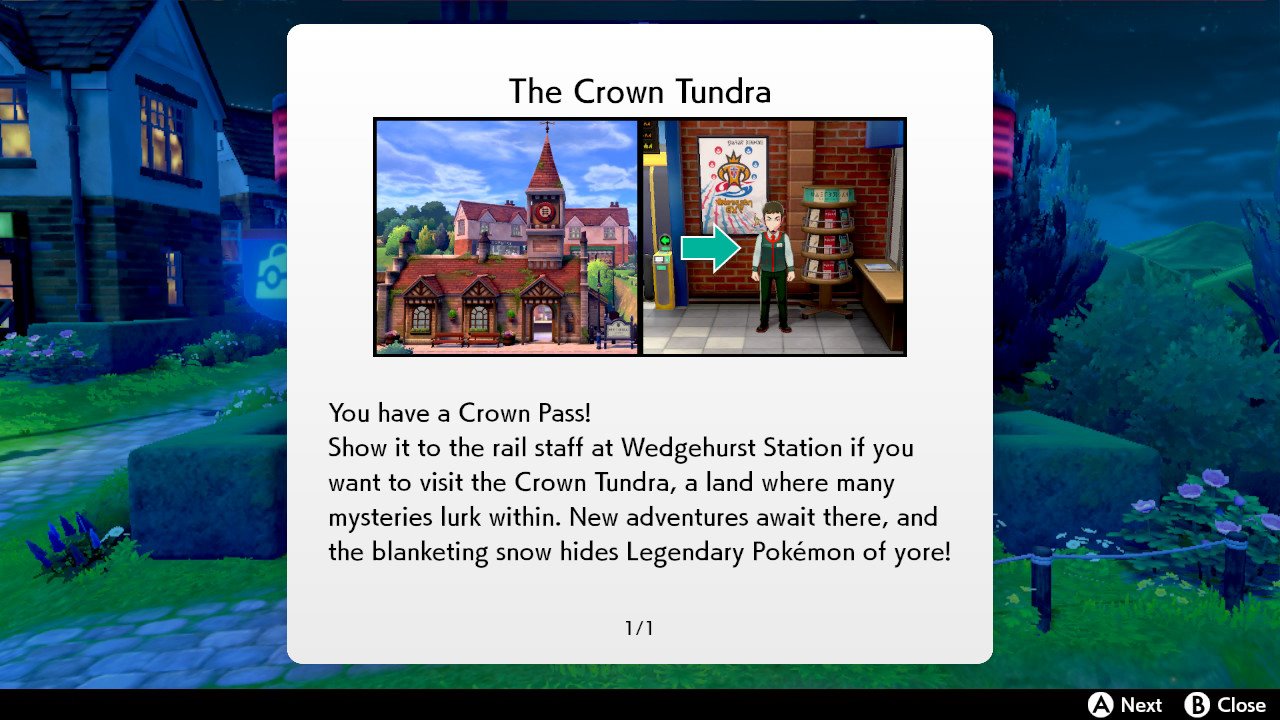 The Crown Tundra
You have a Crown Pass!
Show it to the rail staff at Wedgehurst Station if you
want to visit the Crown Tundra, a land where many
mysteries lurk within. New adventures await there, and
the blanketing snow hides Legendary Pokémon of yore!
1/1
A Next B Close